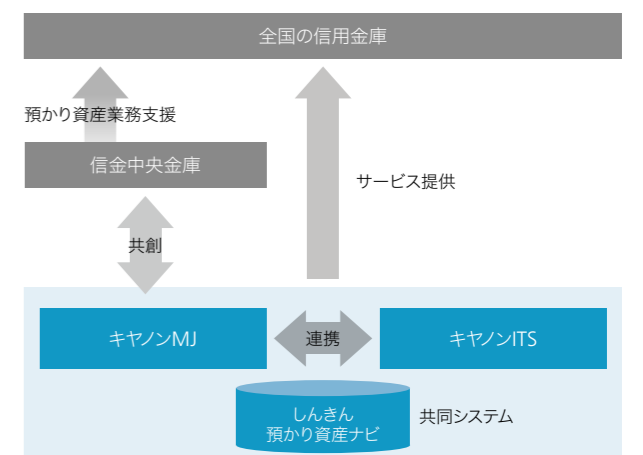 全国の信用金庫
預かり資産業務支援
信金中央金庫
サービス提供
共創
キヤノンMJ
連携
キヤノンITS
しんきん
預かり資産ナビ
共同システム